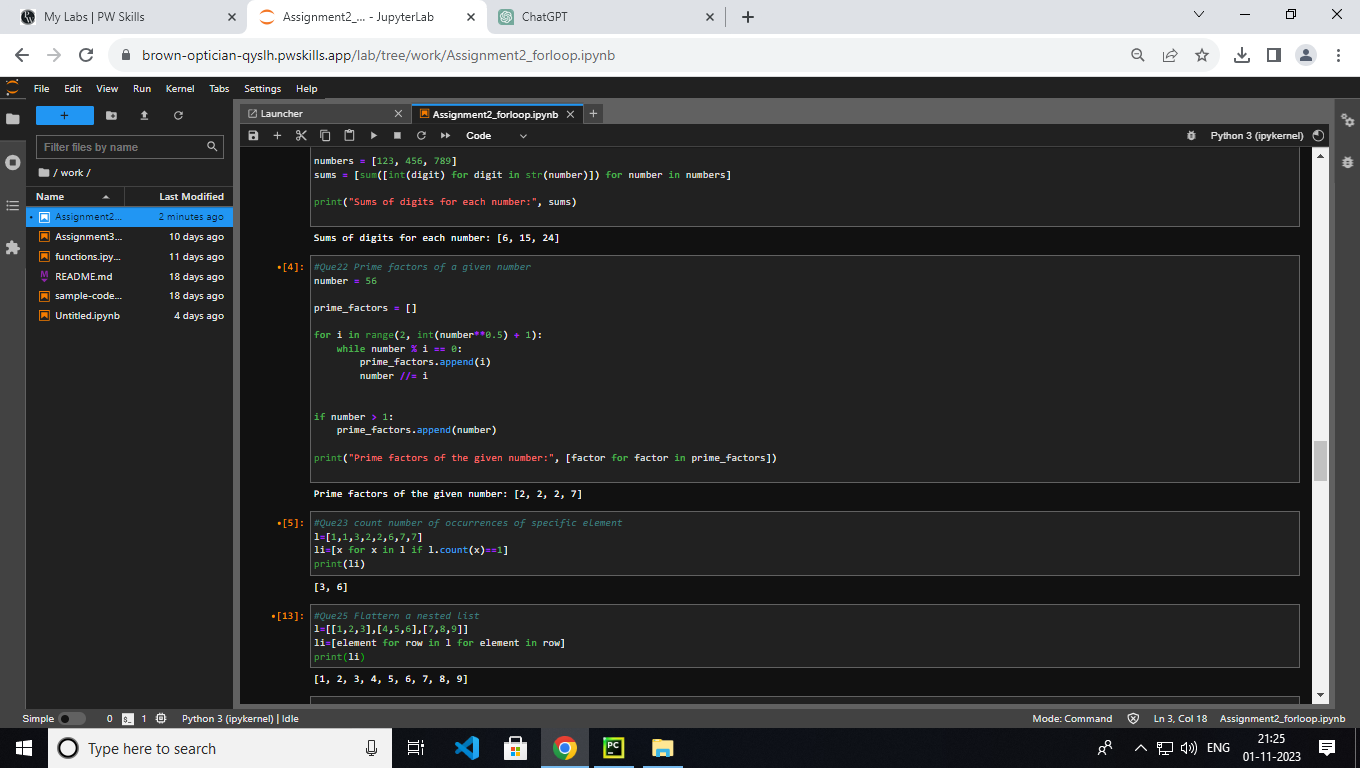 My Labs | PW Skills
Assignment2_... - JupyterLab
ChatGPT
brown-optician-qyslh.pwskills.app/lab/tree/work/Assignment2_forloop.ipynb
File Edit View Run Kernel Tabs Settings Help
Filter files by name
/ work /
Name Last Modified
Assignment2... 2 minutes ago
Assignment3... 10 days ago
functions.ipy... 11 days ago
README.md 18 days ago
sample-code... 18 days ago
Untitled.ipynb 4 days ago
Launcher
Assignment2_forloop.ipynb
Code
Python 3 (ipykernel)
numbers = [123, 456, 789]
sums = [sum([int(digit) for digit in str(number)]) for number in numbers]
print("Sums of digits for each number:", sums)
Sums of digits for each number: [6, 15, 24]
[4]:
#Que22 Prime factors of a given number
number = 56
prime_factors = []
for i in range(2, int(number**0.5) + 1):
    while number % i == 0:
        prime_factors.append(i)
        number //= i
if number > 1:
    prime_factors.append(number)
print("Prime factors of the given number:", [factor for factor in prime_factors])
Prime factors of the given number: [2, 2, 2, 7]
[5]:
#Que23 count number of occurrences of specific element
l=[1,1,3,2,2,6,7,7]
li=[x for x in l if l.count(x)==1]
print(li)
[3, 6]
[13]:
#Que25 Flattern a nested list
l=[[1,2,3],[4,5,6],[7,8,9]]
li=[element for row in l for element in row]
print(li)
[1, 2, 3, 4, 5, 6, 7, 8, 9]
Simple 0 1 Python 3 (ipykernel) | Idle
Mode: Command Ln 3, Col 18 Assignment2_forloop.ipynb
Type here to search
PC
ENG
21:25
01-11-2023